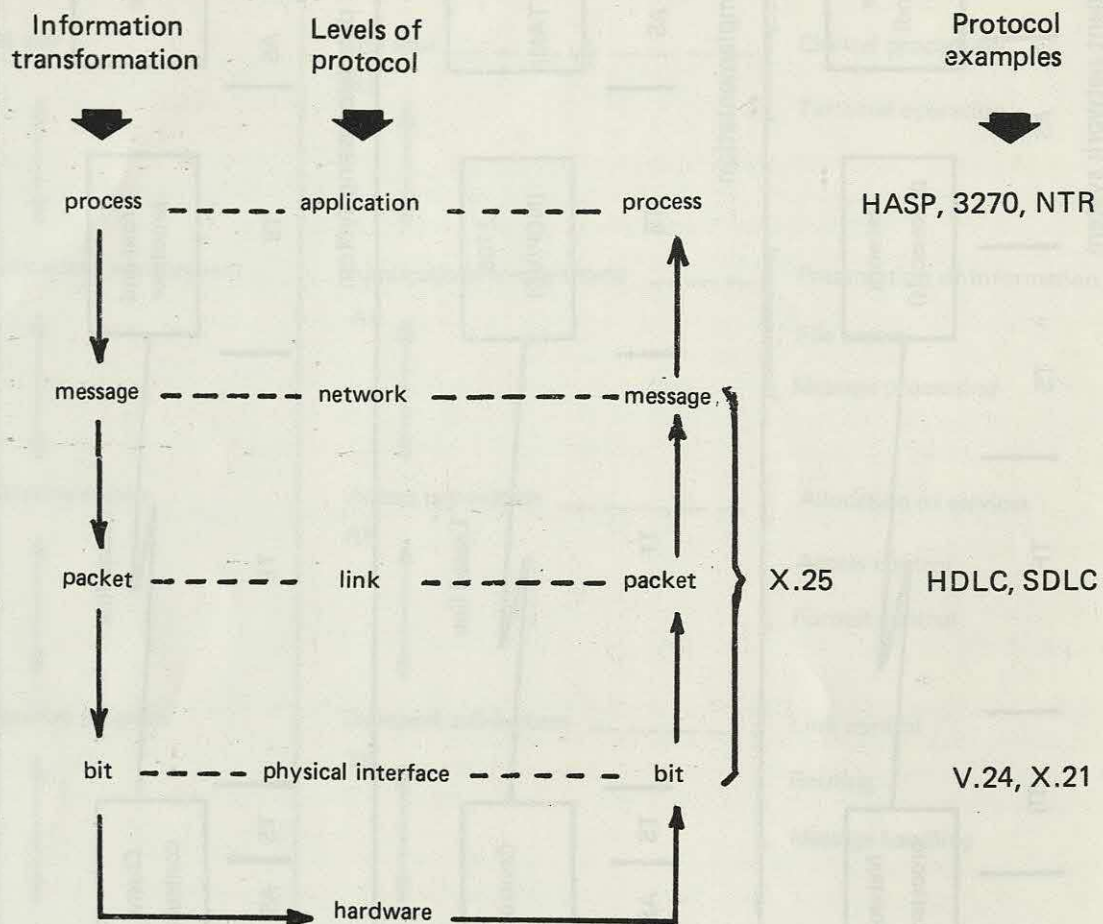 Information
transformation
Levels of
protocol
Protocol
examples
process application process HASP, 3270, NTR
message network message
packet link packet X.25 HDLC, SDLC
bit physical interface bit V.24, X.21
hardware